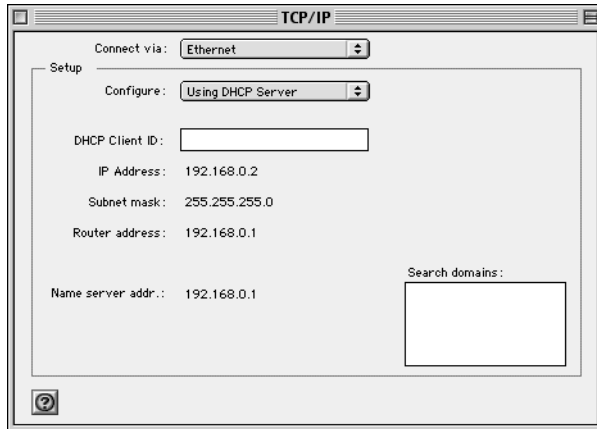 TCP/IP
Connect via: Ethernet
Setup
Configure: Using DHCP Server
DHCP Client ID:
IP Address: 192.168.0.2
Subnet mask: 255.255.255.0
Router address: 192.168.0.1
Search domains:
Name server addr.: 192.168.0.1
?